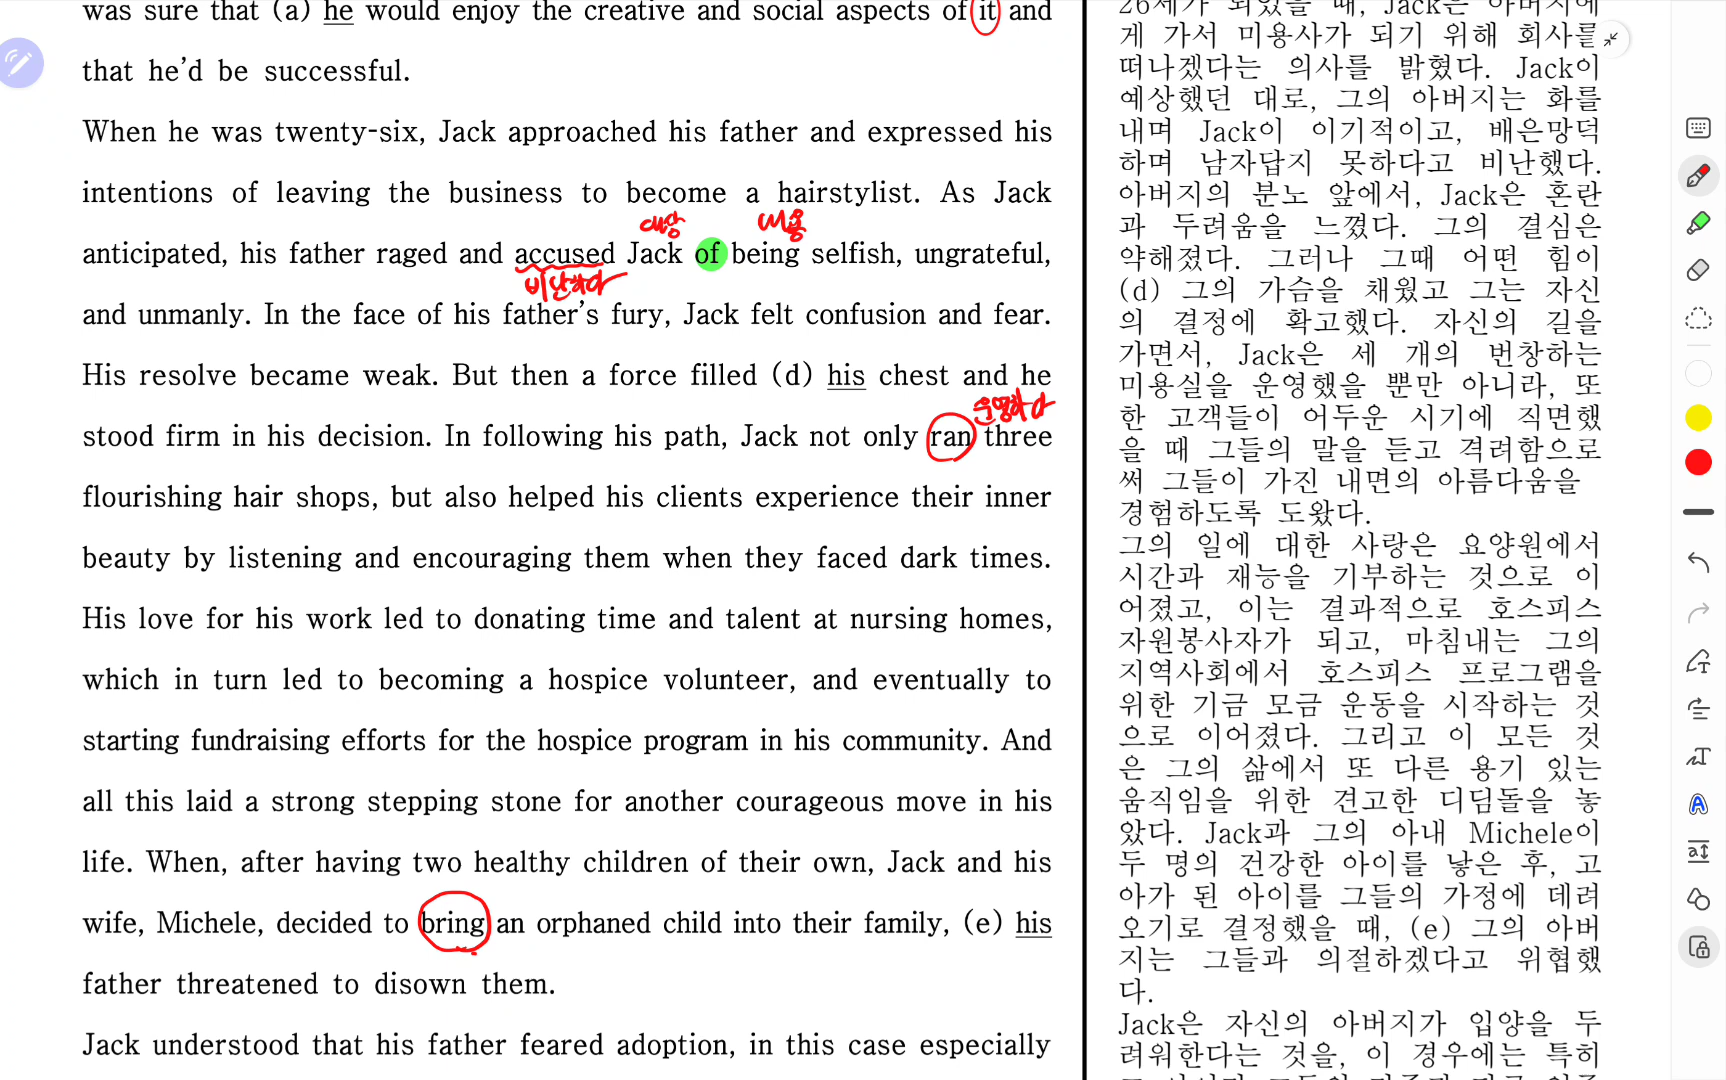 was sure that (a) he would enjoy the creative and social aspects of it and
that he’d be successful.
When he was twenty-six, Jack approached his father and expressed his
intentions of leaving the business to become a hairstylist. As Jack
대상 내용
anticipated, his father raged and accused Jack of being selfish, ungrateful,
비난하다
and unmanly. In the face of his father’s fury, Jack felt confusion and fear.
His resolve became weak. But then a force filled (d) his chest and he
운영하다
stood firm in his decision. In following his path, Jack not only ran three
flourishing hair shops, but also helped his clients experience their inner
beauty by listening and encouraging them when they faced dark times.
His love for his work led to donating time and talent at nursing homes,
which in turn led to becoming a hospice volunteer, and eventually to
starting fundraising efforts for the hospice program in his community. And
all this laid a strong stepping stone for another courageous move in his
life. When, after having two healthy children of their own, Jack and his
wife, Michele, decided to bring an orphaned child into their family, (e) his
father threatened to disown them.
Jack understood that his father feared adoption, in this case especially
26세가 되었을 때, Jack은 아버지에
게 가서 미용사가 되기 위해 회사를
떠나겠다는 의사를 밝혔다. Jack이
예상했던 대로, 그의 아버지는 화를
내며 Jack이 이기적이고, 배은망덕
하며 남자답지 못하다고 비난했다.
아버지의 분노 앞에서, Jack은 혼란
과 두려움을 느꼈다. 그의 결심은
약해졌다. 그러나 그때 어떤 힘이
(d) 그의 가슴을 채웠고 그는 자신
의 결정에 확고했다. 자신의 길을
가면서, Jack은 세 개의 번창하는
미용실을 운영했을 뿐만 아니라, 또
한 고객들이 어두운 시기에 직면했
을 때 그들의 말을 듣고 격려함으로
써 그들이 가진 내면의 아름다움을
경험하도록 도왔다.
그의 일에 대한 사랑은 요양원에서
시간과 재능을 기부하는 것으로 이
어졌고, 이는 결과적으로 호스피스
자원봉사자가 되고, 마침내는 그의
지역사회에서 호스피스 프로그램을
위한 기금 모금 운동을 시작하는 것
으로 이어졌다. 그리고 이 모든 것
은 그의 삶에서 또 다른 용기 있는
움직임을 위한 견고한 디딤돌을 놓
았다. Jack과 그의 아내 Michele이
두 명의 건강한 아이를 낳은 후, 고
아가 된 아이를 그들의 가정에 데려
오기로 결정했을 때, (e) 그의 아버
지는 그들과 의절하겠다고 위협했
다.
Jack은 자신의 아버지가 입양을 두
려워한다는 것을, 이 경우에는 특히